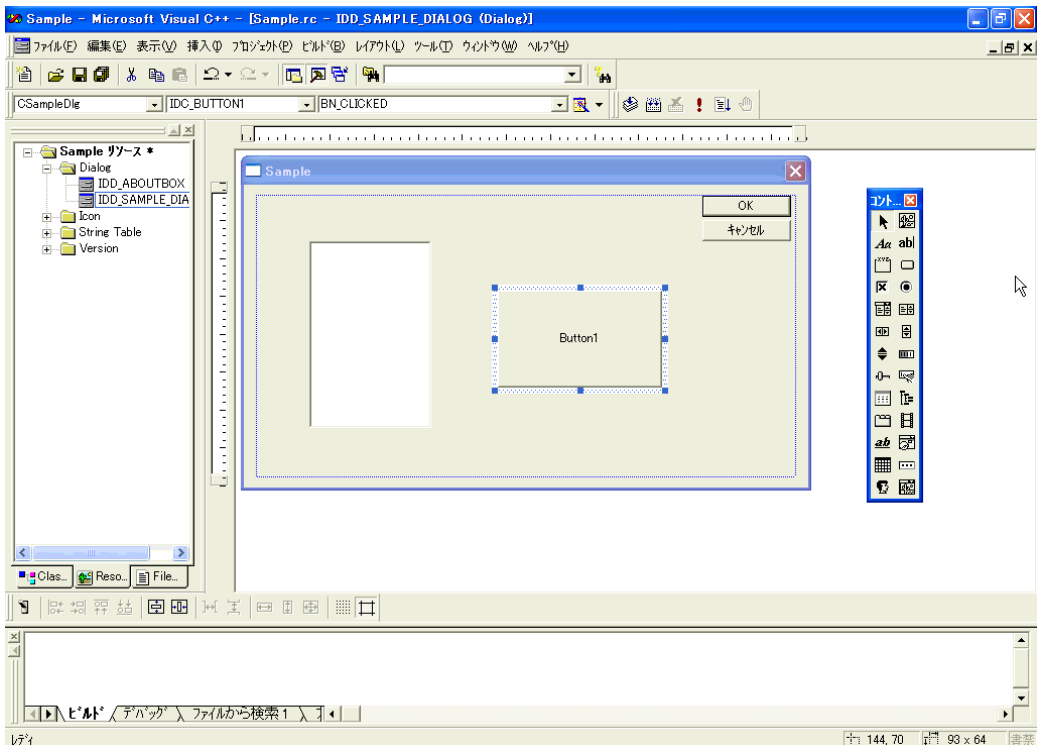 Sample - Microsoft Visual C++ - [Sample.rc - IDD_SAMPLE_DIALOG (Dialog)]
ファイル(F) 編集(E) 表示(V) 挿入(I) プロジェクト(P) ビルド(B) レイアウト(L) ツール(T) ウィンドウ(W) ヘルプ(H)
CSampleDlg IDC_BUTTON1 BN_CLICKED
Sample リソース *
Dialog
IDD_ABOUTBOX
IDD_SAMPLE_DIA
Icon
String Table
Version
Clas... Reso... File...
Sample
OK
キャンセル
Button1
コント...
Aa ab|
ab
ビルド デバッグ ファイルから検索 1
レディ 144, 70 93 x 64 書禁